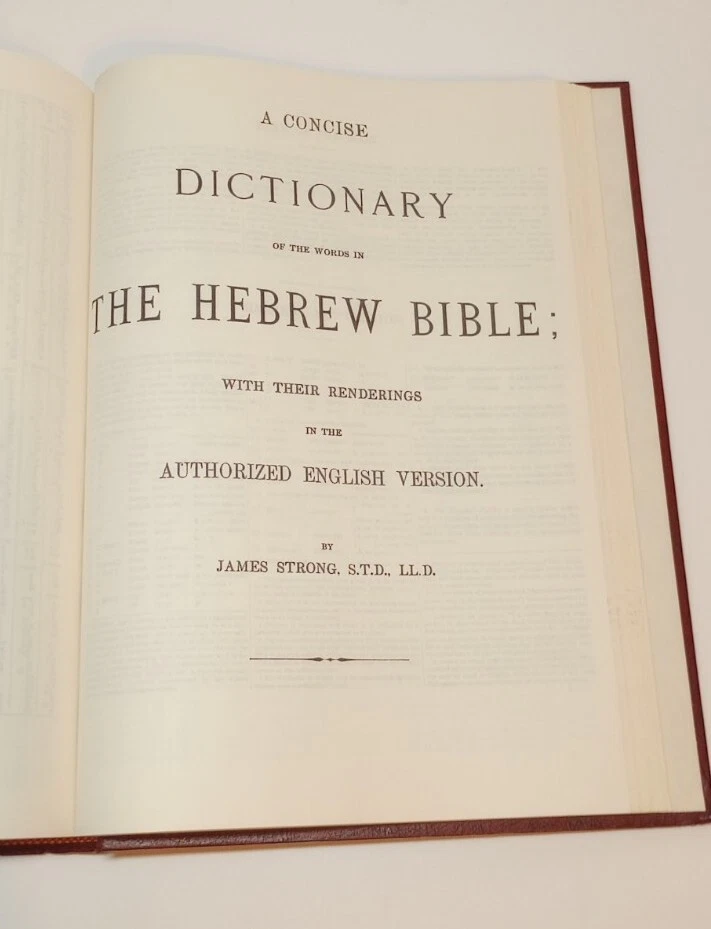 A CONCISE
DICTIONARY
OF THE WORDS IN
THE HEBREW BIBLE;
WITH THEIR RENDERINGS
IN THE
AUTHORIZED ENGLISH VERSION.
BY
JAMES STRONG, S.T.D., LL.D.